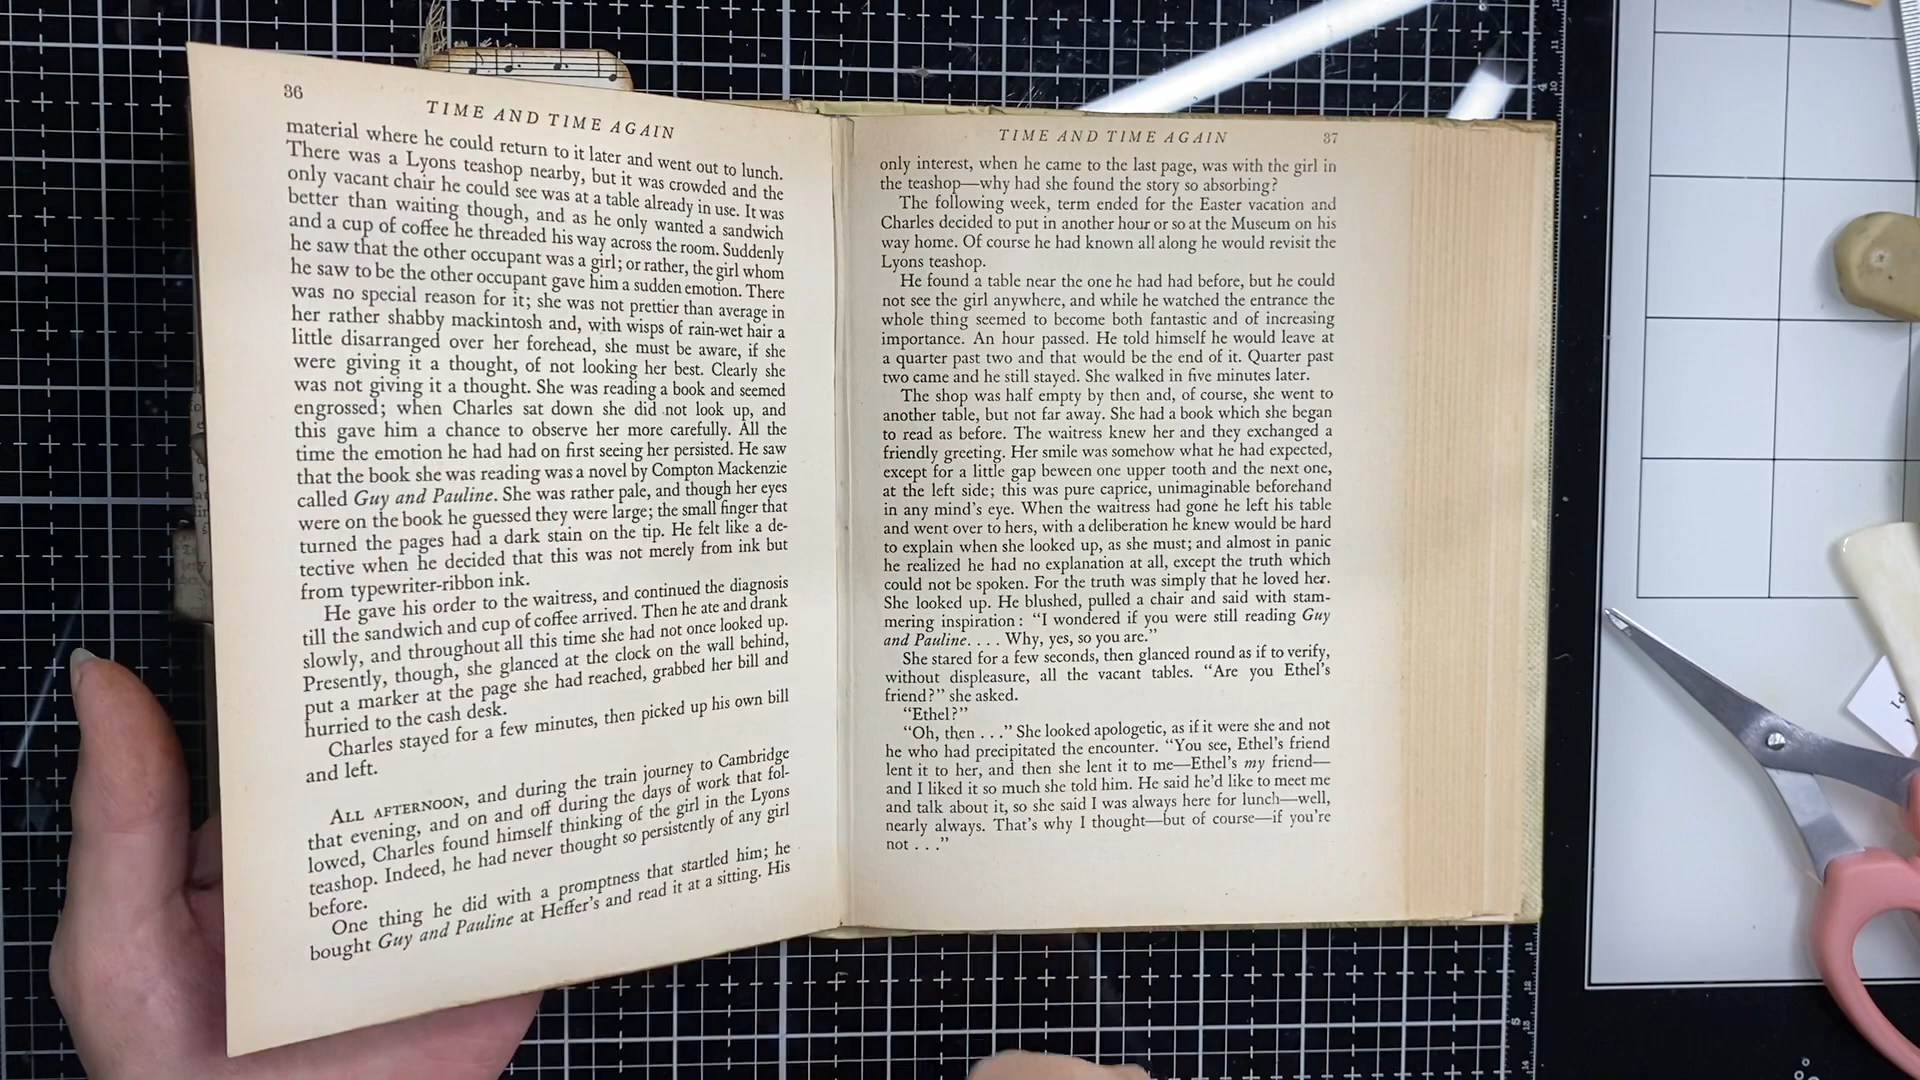 36
TIME AND TIME AGAIN
material where he could return to it later and went out to lunch.
There was a Lyons teashop nearby, but it was crowded and the
only vacant chair he could see was at a table already in use. It was
better than waiting though, and as he only wanted a sandwich
and a cup of coffee he threaded his way across the room. Suddenly
he saw that the other occupant was a girl; or rather, the girl whom
he saw to be the other occupant gave him a sudden emotion. There
was no special reason for it; she was not prettier than average in
her rather shabby mackintosh and, with wisps of rain-wet hair a
little disarranged over her forehead, she must be aware, if she
were giving it a thought, of not looking her best. Clearly she
was not giving it a thought. She was reading a book and seemed
engrossed; when Charles sat down she did not look up, and
this gave him a chance to observe her more carefully. All the
time the emotion he had had on first seeing her persisted. He saw
that the book she was reading was a novel by Compton Mackenzie
called Guy and Pauline. She was rather pale, and though her eyes
were on the book he guessed they were large; the small finger that
turned the pages had a dark stain on the tip. He felt like a de-
tective when he decided that this was not merely from ink but
from typewriter-ribbon ink.
He gave his order to the waitress, and continued the diagnosis
till the sandwich and cup of coffee arrived. Then he ate and drank
slowly, and throughout all this time she had not once looked up.
Presently, though, she glanced at the clock on the wall behind,
put a marker at the page she had reached, grabbed her bill and
hurried to the cash desk.
Charles stayed for a few minutes, then picked up his own bill
and left.
ALL AFTERNOON, and during the train journey to Cambridge
that evening, and on and off during the days of work that fol-
lowed, Charles found himself thinking of the girl in the Lyons
teashop. Indeed, he had never thought so persistently of any girl
before.
One thing he did with a promptness that startled him; he
bought Guy and Pauline at Heffer's and read it at a sitting. His
TIME AND TIME AGAIN
37
only interest, when he came to the last page, was with the girl in
the teashop—why had she found the story so absorbing?
The following week, term ended for the Easter vacation and
Charles decided to put in another hour or so at the Museum on his
way home. Of course he had known all along he would revisit the
Lyons teashop.
He found a table near the one he had had before, but he could
not see the girl anywhere, and while he watched the entrance the
whole thing seemed to become both fantastic and of increasing
importance. An hour passed. He told himself he would leave at
a quarter past two and that would be the end of it. Quarter past
two came and he still stayed. She walked in five minutes later.
The shop was half empty by then and, of course, she went to
another table, but not far away. She had a book which she began
to read as before. The waitress knew her and they exchanged a
friendly greeting. Her smile was somehow what he had expected,
except for a little gap beween one upper tooth and the next one,
at the left side; this was pure caprice, unimaginable beforehand
in any mind's eye. When the waitress had gone he left his table
and went over to hers, with a deliberation he knew would be hard
to explain when she looked up, as she must; and almost in panic
he realized he had no explanation at all, except the truth which
could not be spoken. For the truth was simply that he loved her.
She looked up. He blushed, pulled a chair and said with stam-
mering inspiration: “I wondered if you were still reading Guy
and Pauline. . . . Why, yes, so you are.”
She stared for a few seconds, then glanced round as if to verify,
without displeasure, all the vacant tables. “Are you Ethel's
friend?” she asked.
“Ethel?”
“Oh, then . . .” She looked apologetic, as if it were she and not
he who had precipitated the encounter. “You see, Ethel's friend
lent it to her, and then she lent it to me—Ethel's my friend—
and I liked it so much she told him. He said he'd like to meet me
and talk about it, so she said I was always here for lunch—well,
nearly always. That's why I thought—but of course—if you're
not . . .”